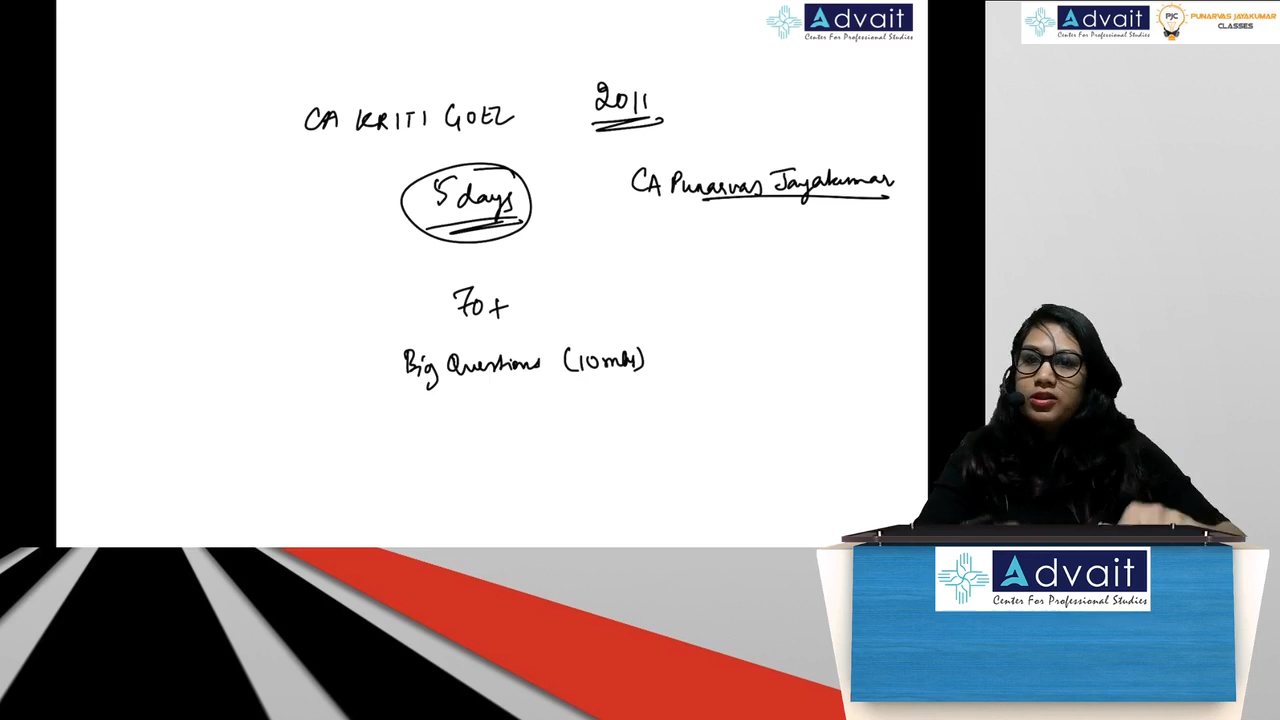 Advait
Center For Professional Studies
Advait
Center For Professional Studies
PJC
PUNARVAS JAYAKUMAR
CLASSES
CA KRITI GOEL 2011
5 days
CA Punarvas Jayakumar
70+
Big Questions (10mks)
Advait
Center For Professional Studies